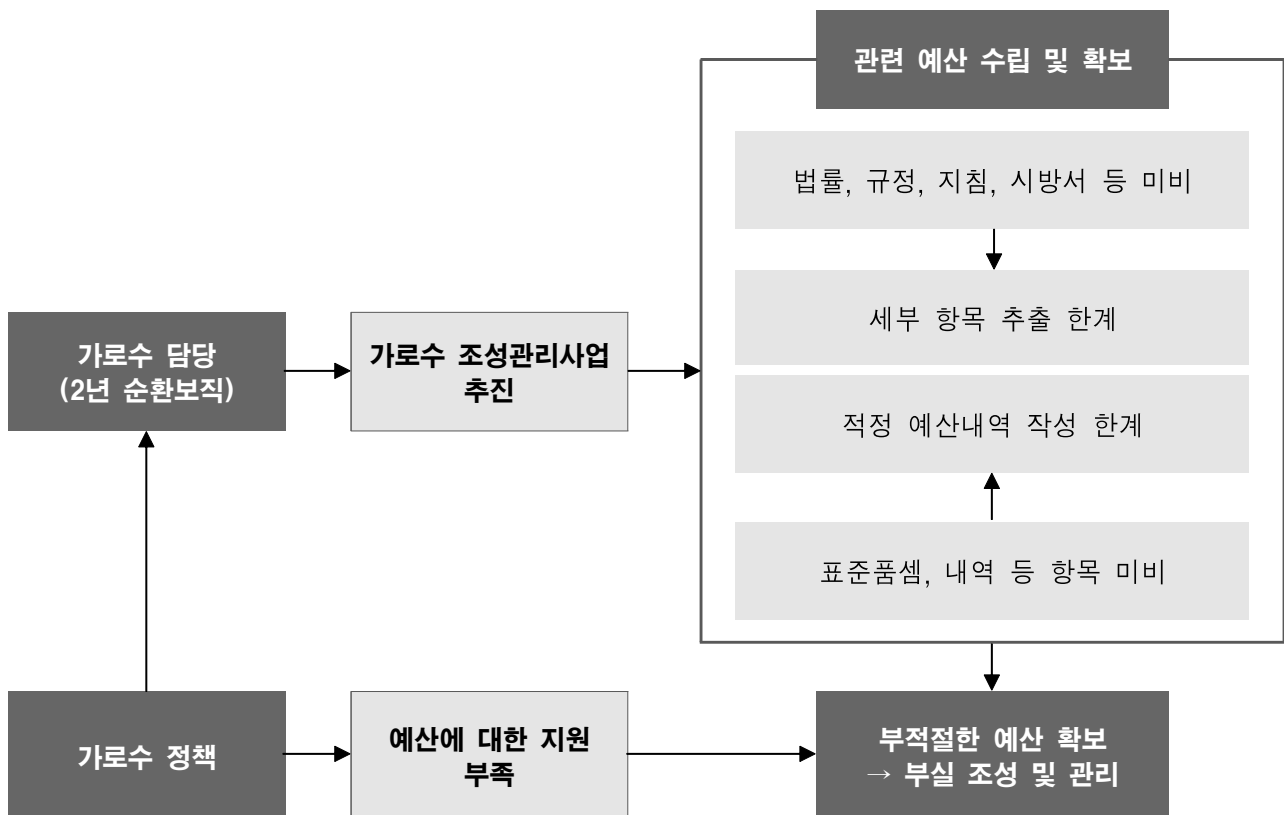 관련 예산 수립 및 확보
법률, 규정, 지침, 시방서 등 미비
세부 항목 추출 한계
가로수 담당
(2년 순환보직)
가로수 조성관리사업
추진
적정 예산내역 작성 한계
표준품셈, 내역 등 항목 미비
가로수 정책
예산에 대한 지원
부족
부적절한 예산 확보
→ 부실 조성 및 관리